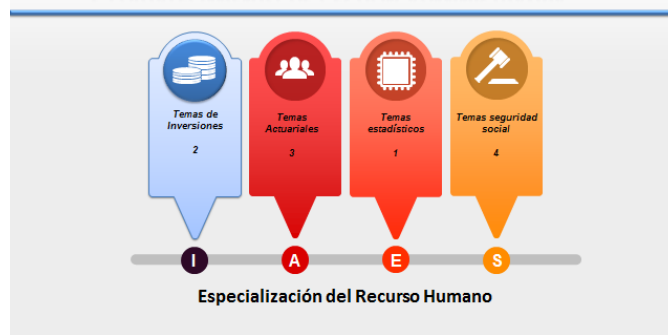 Temas de
Inversiones
2
Temas
Actuariales
3
Temas
estadísticos
1
Temas seguridad
social
4
I
A
E
S
Especialización del Recurso Humano